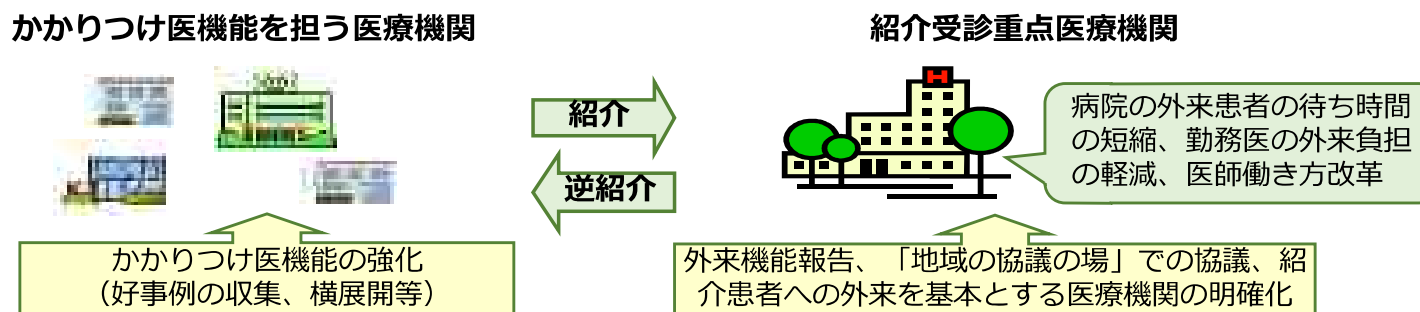 かかりつけ医機能を担う医療機関
紹介受診重点医療機関
紹介
逆紹介
H
病院の外来患者の待ち時間
の短縮、勤務医の外来負担
の軽減、医師働き方改革
かかりつけ医機能の強化
（好事例の収集、横展開等）
外来機能報告、「地域の協議の場」での協議、紹
介患者への外来を基本とする医療機関の明確化